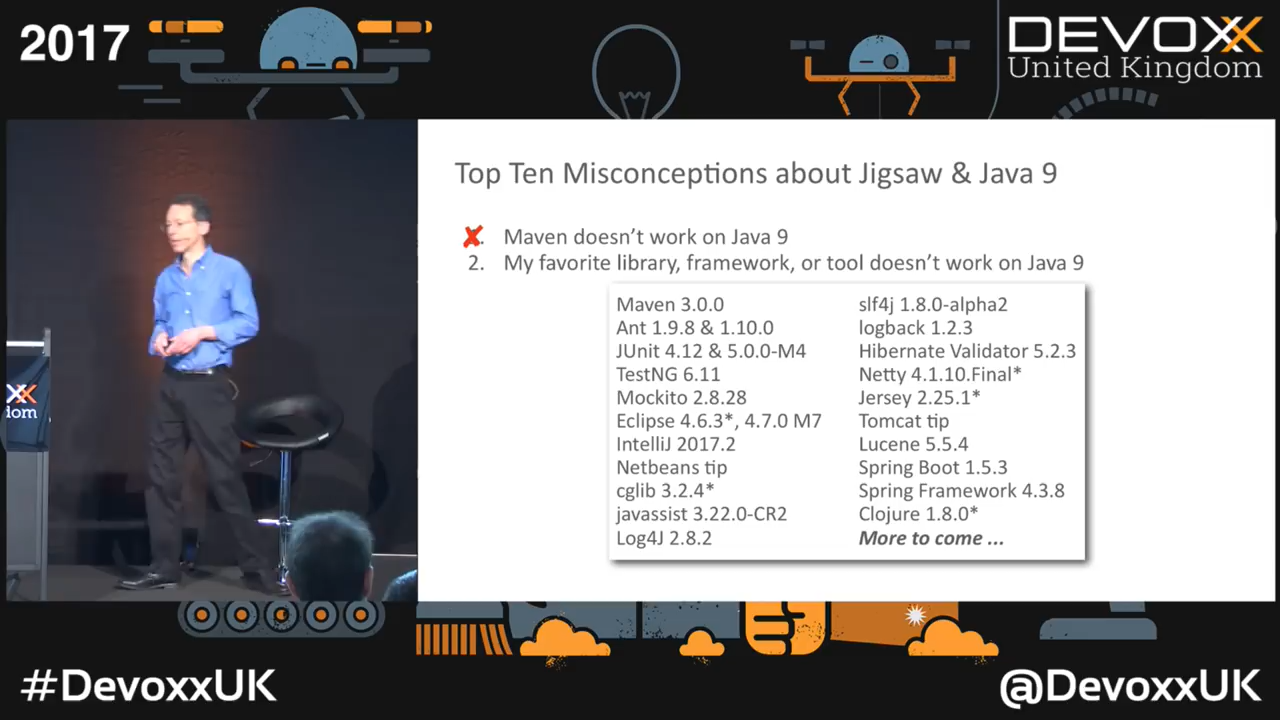 2017
DEVOXX
United Kingdom
Top Ten Misconceptions about Jigsaw & Java 9
Maven doesn't work on Java 9
2. My favorite library, framework, or tool doesn't work on Java 9
Maven 3.0.0
Ant 1.9.8 & 1.10.0
JUnit 4.12 & 5.0.0-M4
TestNG 6.11
Mockito 2.8.28
Eclipse 4.6.3*, 4.7.0 M7
IntelliJ 2017.2
Netbeans tip
cglib 3.2.4*
javassist 3.22.0-CR2
Log4J 2.8.2
slf4j 1.8.0-alpha2
logback 1.2.3
Hibernate Validator 5.2.3
Netty 4.1.10.Final*
Jersey 2.25.1*
Tomcat tip
Lucene 5.5.4
Spring Boot 1.5.3
Spring Framework 4.3.8
Clojure 1.8.0*
More to come ...
#DevoxxUK
@DevoxxUK